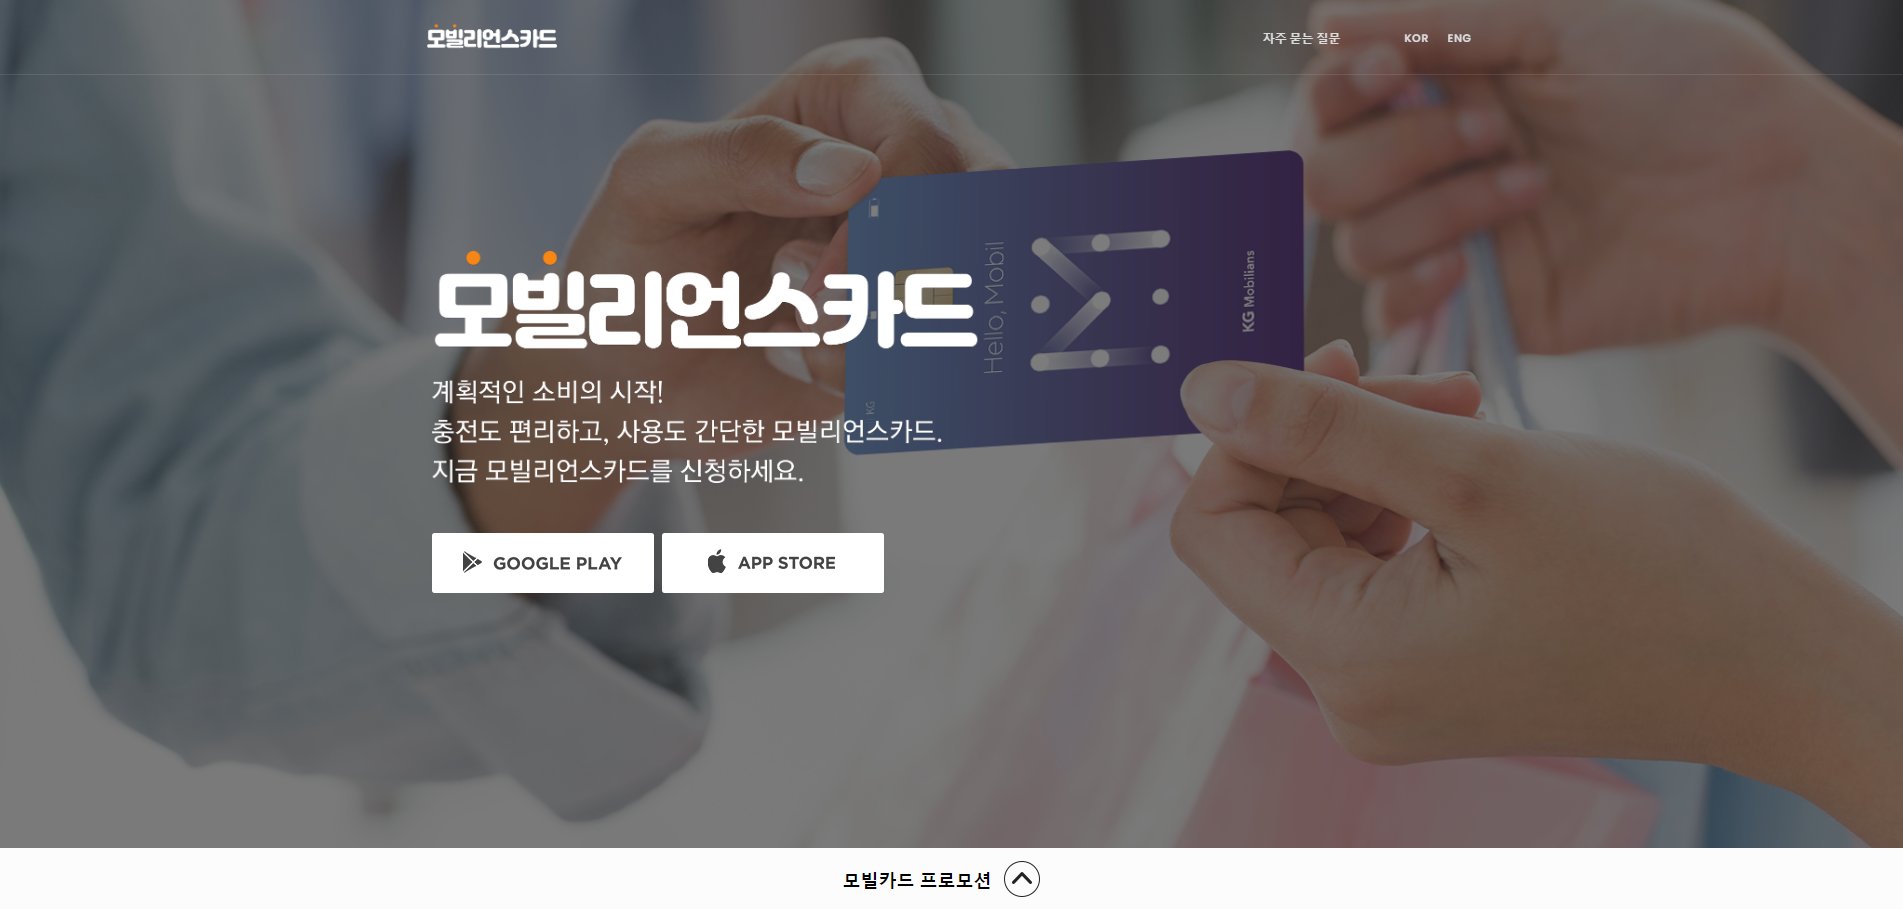 모빌리언스카드
자주 묻는 질문
KOR
ENG
모빌리언스카드
Hello, Mobil
KG Mobilians
KG
계획적인 소비의 시작!
충전도 편리하고, 사용도 간단한 모빌리언스카드.
지금 모빌리언스카드를 신청하세요.
GOOGLE PLAY
APP STORE
모빌카드 프로모션